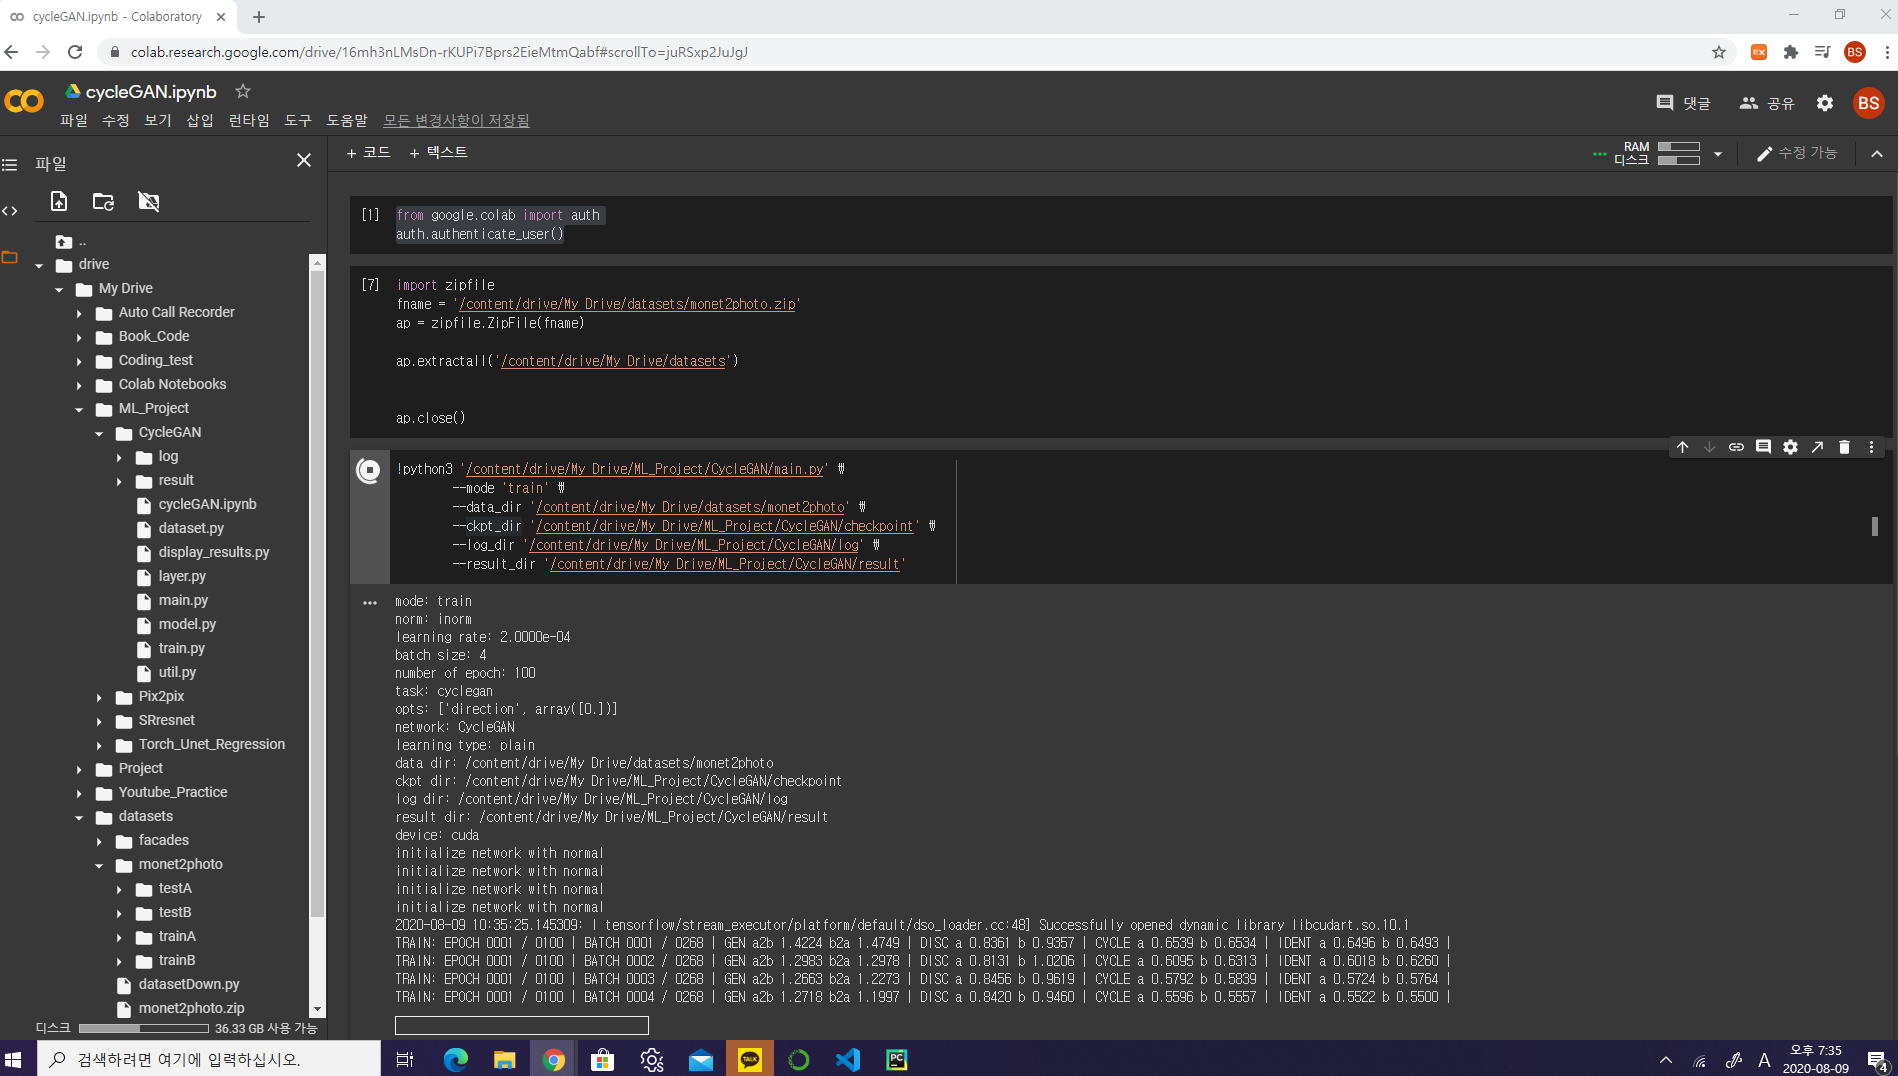 cycleGAN.ipynb - Colaboratory
colab.research.google.com/drive/16mh3nLMsDn-rKUPi7Bprs2EieMtmQabf#scrollTo=juRSxp2JuJgJ
EX
BS
cycleGAN.ipynb
댓글
공유
BS
파일 수정 보기 삽입 런타임 도구 도움말 모든 변경사항이 저장됨
파일
+ 코드 + 텍스트
RAM
디스크
수정 가능
..
drive
My Drive
Auto Call Recorder
Book_Code
Coding_test
Colab Notebooks
ML_Project
CycleGAN
log
result
cycleGAN.ipynb
dataset.py
display_results.py
layer.py
main.py
model.py
train.py
util.py
Pix2pix
SRresnet
Torch_Unet_Regression
Project
Youtube_Practice
datasets
facades
monet2photo
testA
testB
trainA
trainB
datasetDown.py
monet2photo.zip
디스크 36.33 GB 사용 가능
[1] from google.colab import auth
auth.authenticate_user()
[7] import zipfile
fname = '/content/drive/My Drive/datasets/monet2photo.zip'
ap = zipfile.ZipFile(fname)
ap.extractall('/content/drive/My Drive/datasets')
ap.close()
!python3 '/content/drive/My Drive/ML_Project/CycleGAN/main.py' ₩
--mode 'train' ₩
--data_dir '/content/drive/My Drive/datasets/monet2photo' ₩
--ckpt_dir '/content/drive/My Drive/ML_Project/CycleGAN/checkpoint' ₩
--log_dir '/content/drive/My Drive/ML_Project/CycleGAN/log' ₩
--result_dir '/content/drive/My Drive/ML_Project/CycleGAN/result'
mode: train
norm: inorm
learning rate: 2.0000e-04
batch size: 4
number of epoch: 100
task: cyclegan
opts: ['direction', array([0.])]
network: CycleGAN
learning type: plain
data dir: /content/drive/My Drive/datasets/monet2photo
ckpt dir: /content/drive/My Drive/ML_Project/CycleGAN/checkpoint
log dir: /content/drive/My Drive/ML_Project/CycleGAN/log
result dir: /content/drive/My Drive/ML_Project/CycleGAN/result
device: cuda
initialize network with normal
initialize network with normal
initialize network with normal
initialize network with normal
2020-08-09 10:35:25.145309: I tensorflow/stream_executor/platform/default/dso_loader.cc:48] Successfully opened dynamic library libcudart.so.10.1
TRAIN: EPOCH 0001 / 0100 | BATCH 0001 / 0268 | GEN a2b 1.4224 b2a 1.4749 | DISC a 0.8361 b 0.9357 | CYCLE a 0.6539 b 0.6534 | IDENT a 0.6496 b 0.6493 |
TRAIN: EPOCH 0001 / 0100 | BATCH 0002 / 0268 | GEN a2b 1.2983 b2a 1.2978 | DISC a 0.8131 b 1.0206 | CYCLE a 0.6095 b 0.6313 | IDENT a 0.6018 b 0.6260 |
TRAIN: EPOCH 0001 / 0100 | BATCH 0003 / 0268 | GEN a2b 1.2663 b2a 1.2273 | DISC a 0.8456 b 0.9619 | CYCLE a 0.5792 b 0.5839 | IDENT a 0.5724 b 0.5764 |
TRAIN: EPOCH 0001 / 0100 | BATCH 0004 / 0268 | GEN a2b 1.2718 b2a 1.1997 | DISC a 0.8420 b 0.9460 | CYCLE a 0.5596 b 0.5557 | IDENT a 0.5522 b 0.5500 |
검색하려면 여기에 입력하십시오.
TALK
PC
A
오후 7:35
2020-08-09
4